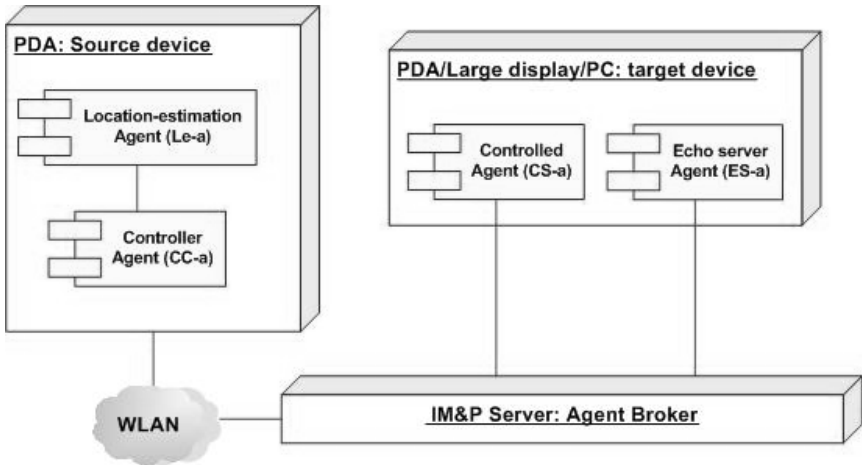 PDA: Source device
Location-estimation
Agent (Le-a)
Controller
Agent (CC-a)
PDA/Large display/PC: target device
Controlled
Agent (CS-a)
Echo server
Agent (ES-a)
WLAN
IM&P Server: Agent Broker